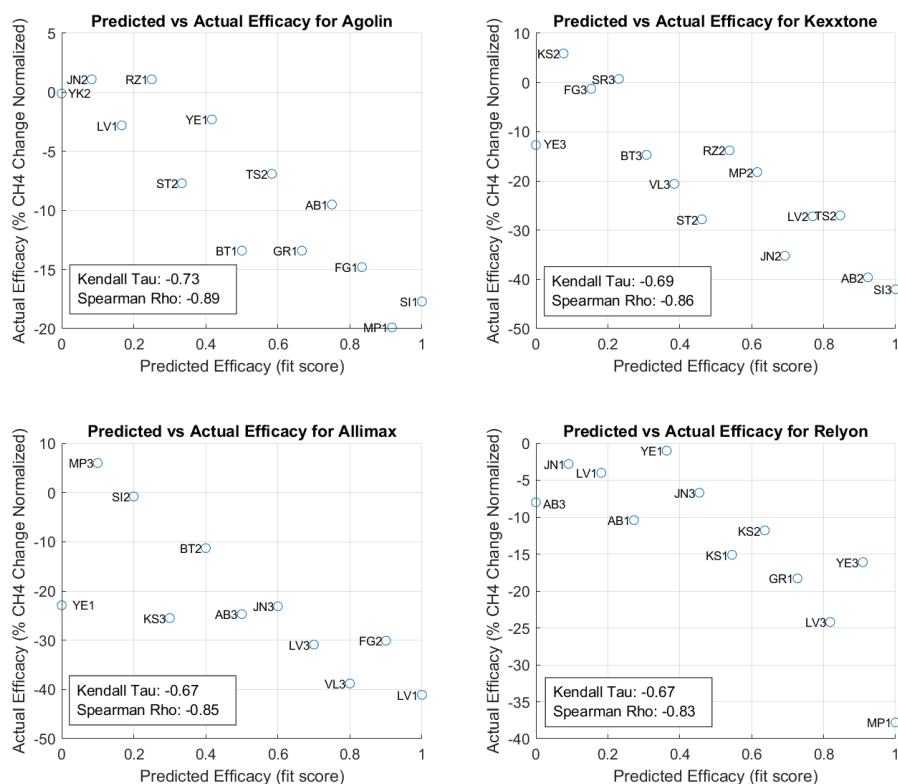 Predicted vs Actual Efficacy for Agolin
Actual Efficacy (% CH4 Change Normalized)
5
0
-5
-10
-15
-20
JN2
RZ1
YK2
LV1
YE1
ST2
TS2
AB1
BT1
GR1
FG1
SI1
MP1
Kendall Tau: -0.73
Spearman Rho: -0.89
0 0.2 0.4 0.6 0.8 1
Predicted Efficacy (fit score)
Predicted vs Actual Efficacy for Kexxtone
Actual Efficacy (% CH4 Change Normalized)
10
0
-10
-20
-30
-40
-50
KS2
SR3
FG3
YE3
BT3
RZ2
VL3
MP2
ST2
LV2
TS2
JN2
AB2
SI3
Kendall Tau: -0.69
Spearman Rho: -0.86
0 0.2 0.4 0.6 0.8 1
Predicted Efficacy (fit score)
Predicted vs Actual Efficacy for Allimax
Actual Efficacy (% CH4 Change Normalized)
10
0
-10
-20
-30
-40
-50
MP3
SI2
BT2
YE1
KS3
AB3
JN3
LV3
FG2
VL3
LV1
Kendall Tau: -0.67
Spearman Rho: -0.85
0 0.2 0.4 0.6 0.8 1
Predicted Efficacy (fit score)
Predicted vs Actual Efficacy for Relyon
Actual Efficacy (% CH4 Change Normalized)
0
-5
-10
-15
-20
-25
-30
-35
-40
YE1
JN1
LV1
AB3
JN3
AB1
KS2
KS1
YE3
GR1
LV3
MP1
Kendall Tau: -0.67
Spearman Rho: -0.83
0 0.2 0.4 0.6 0.8 1
Predicted Efficacy (fit score)